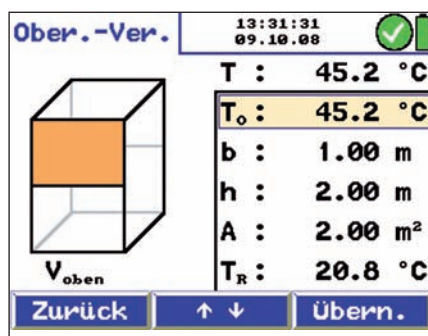 Ober.-Ver.
13:31:31
09.10.08
T : 45.2 °C
To : 45.2 °C
b : 1.00 m
h : 2.00 m
A : 2.00 m²
TR : 20.8 °C
Voben
Zurück ↑ ↓ Übern.